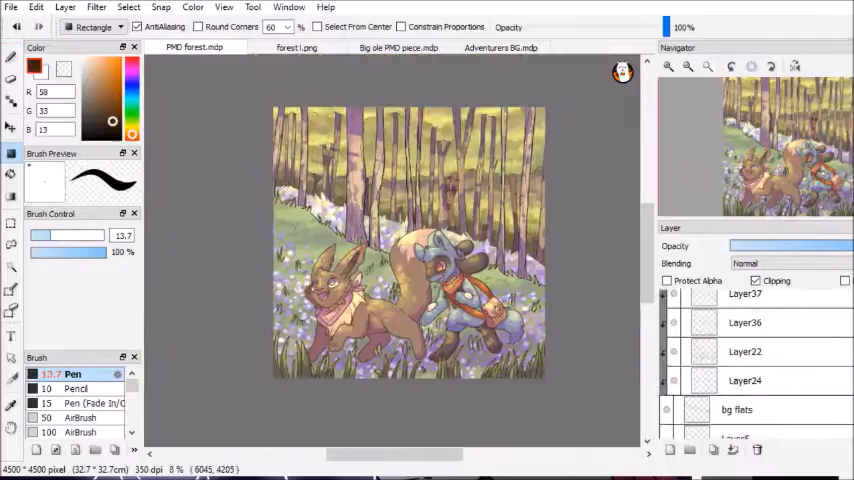 File Edit Layer Filter Select Snap Color View Tool Window Help
Rectangle AntiAliasing Round Corners 60 Select From Center Constrain Proportions Opacity 100%
Color PMD forest.mdp forest l.png Big ole PMD piece.mdp Adventurers BG.mdp Navigator
R 58
G 33
B 13
Brush Preview
Brush Control
13.7
100 %
Layer
Opacity
Blending Normal
Protect Alpha Clipping
Layer37
Layer36
Layer22
Layer24
bg flats
Brush
13.7 Pen
10 Pencil
15 Pen (Fade In/O
50 AirBrush
100 AirBrush
4500 * 4500 pixel (32.7 * 32.7cm) 350 dpi 8 % ( 6045, 4205)